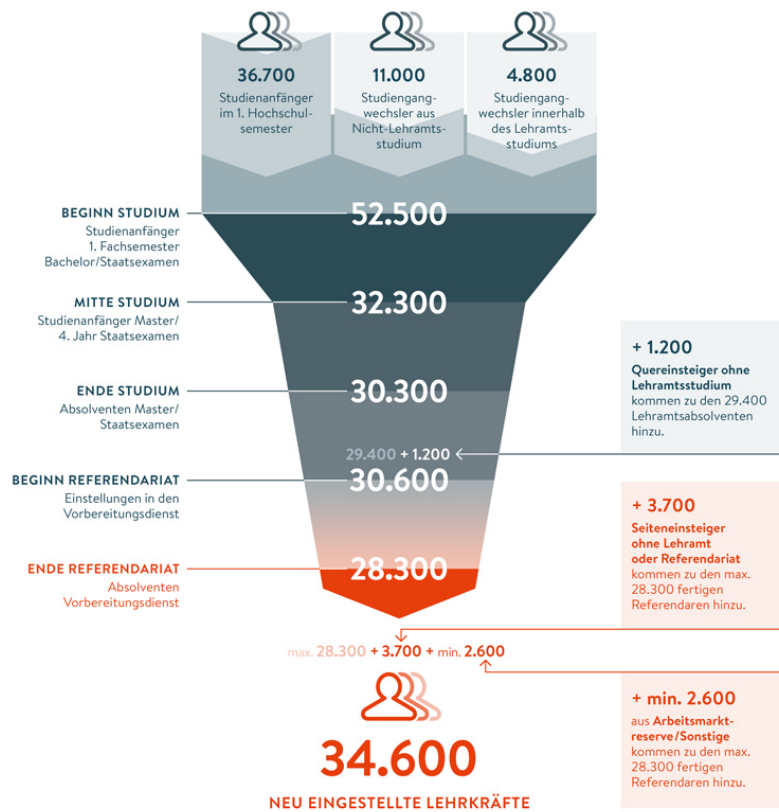 36.700
Studienanfänger
im 1. Hochschul-
semester
11.000
Studiengang-
wechsler aus
Nicht-Lehramts-
studium
4.800
Studiengang-
wechsler innerhalb
des Lehramts-
studiums
BEGINN STUDIUM
Studienanfänger
1. Fachsemester
Bachelor/Staatsexamen
52.500
MITTE STUDIUM
Studienanfänger Master/
4. Jahr Staatsexamen
32.300
ENDE STUDIUM
Absolventen Master/
Staatsexamen
30.300
29.400 + 1.200
BEGINN REFERENDARIAT
Einstellungen in den
Vorbereitungsdienst
30.600
ENDE REFERENDARIAT
Absolventen
Vorbereitungsdienst
28.300
+ 1.200
Quereinsteiger ohne
Lehramtsstudium
kommen zu den 29.400
Lehramtsabsolventen
hinzu.
+ 3.700
Seiteneinsteiger
ohne Lehramt
oder Referendariat
kommen zu den max.
28.300 fertigen
Referendaren hinzu.
max. 28.300 + 3.700 + min. 2.600
+ min. 2.600
aus Arbeitsmarkt-
reserve/Sonstige
kommen zu den max.
28.300 fertigen
Referendaren hinzu.
34.600
NEU EINGESTELLTE LEHRKRÄFTE